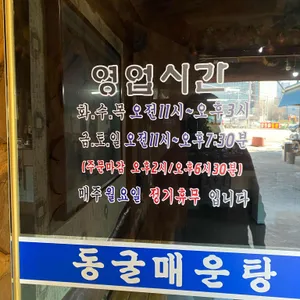 영업시간
화.수.목 오전11시~오후3시
금.토.일 오전11시~오후7:30분
(주문마감 오후2시/오후6시30분)
매주월요일 정기휴무 입니다
동굴매운탕